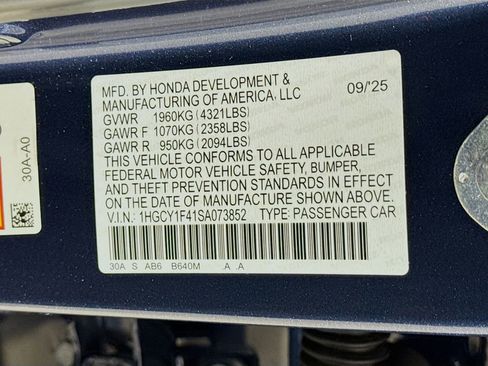 MFD. BY HONDA DEVELOPMENT &
MANUFACTURING OF AMERICA, LLC 09/'25
GVWR 1960KG (4321LBS)
GAWR F 1070KG (2358LBS)
GAWR R 950KG (2094LBS)
THIS VEHICLE CONFORMS TO ALL APPLICABLE
FEDERAL MOTOR VEHICLE SAFETY, BUMPER,
AND THEFT PREVENTION STANDARDS IN EFFECT
ON THE DATE OF MANUFACTURE SHOWN ABOVE.
V.I.N.: 1HGCY1F41SA073852 TYPE: PASSENGER CAR
30A S AB6 B640M A A
30A-A0